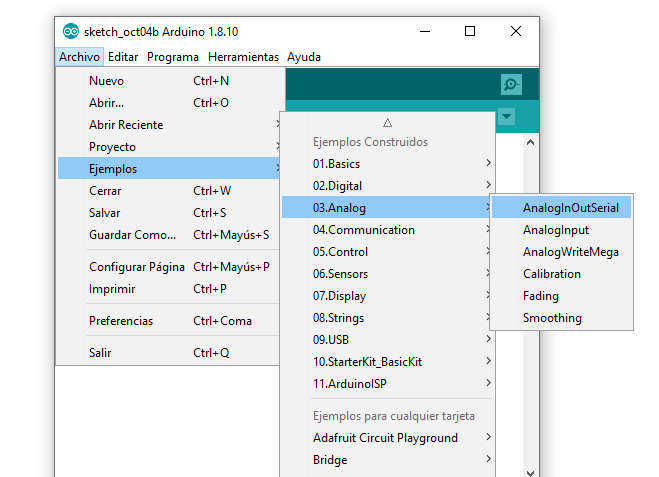 sketch_oct04b Arduino 1.8.10
Archivo Editar Programa Herramientas Ayuda
Nuevo Ctrl+N
Abrir... Ctrl+O
Abrir Reciente
Proyecto
Ejemplos
Cerrar Ctrl+W
Salvar Ctrl+S
Guardar Como... Ctrl+Mayús+S
Configurar Página Ctrl+Mayús+P
Imprimir Ctrl+P
Preferencias Ctrl+Coma
Salir Ctrl+Q
Ejemplos Construidos
01.Basics
02.Digital
03.Analog
04.Communication
05.Control
06.Sensors
07.Display
08.Strings
09.USB
10.StarterKit_BasicKit
11.ArduinoISP
Ejemplos para cualquier tarjeta
Adafruit Circuit Playground
Bridge
AnalogInOutSerial
AnalogInput
AnalogWriteMega
Calibration
Fading
Smoothing